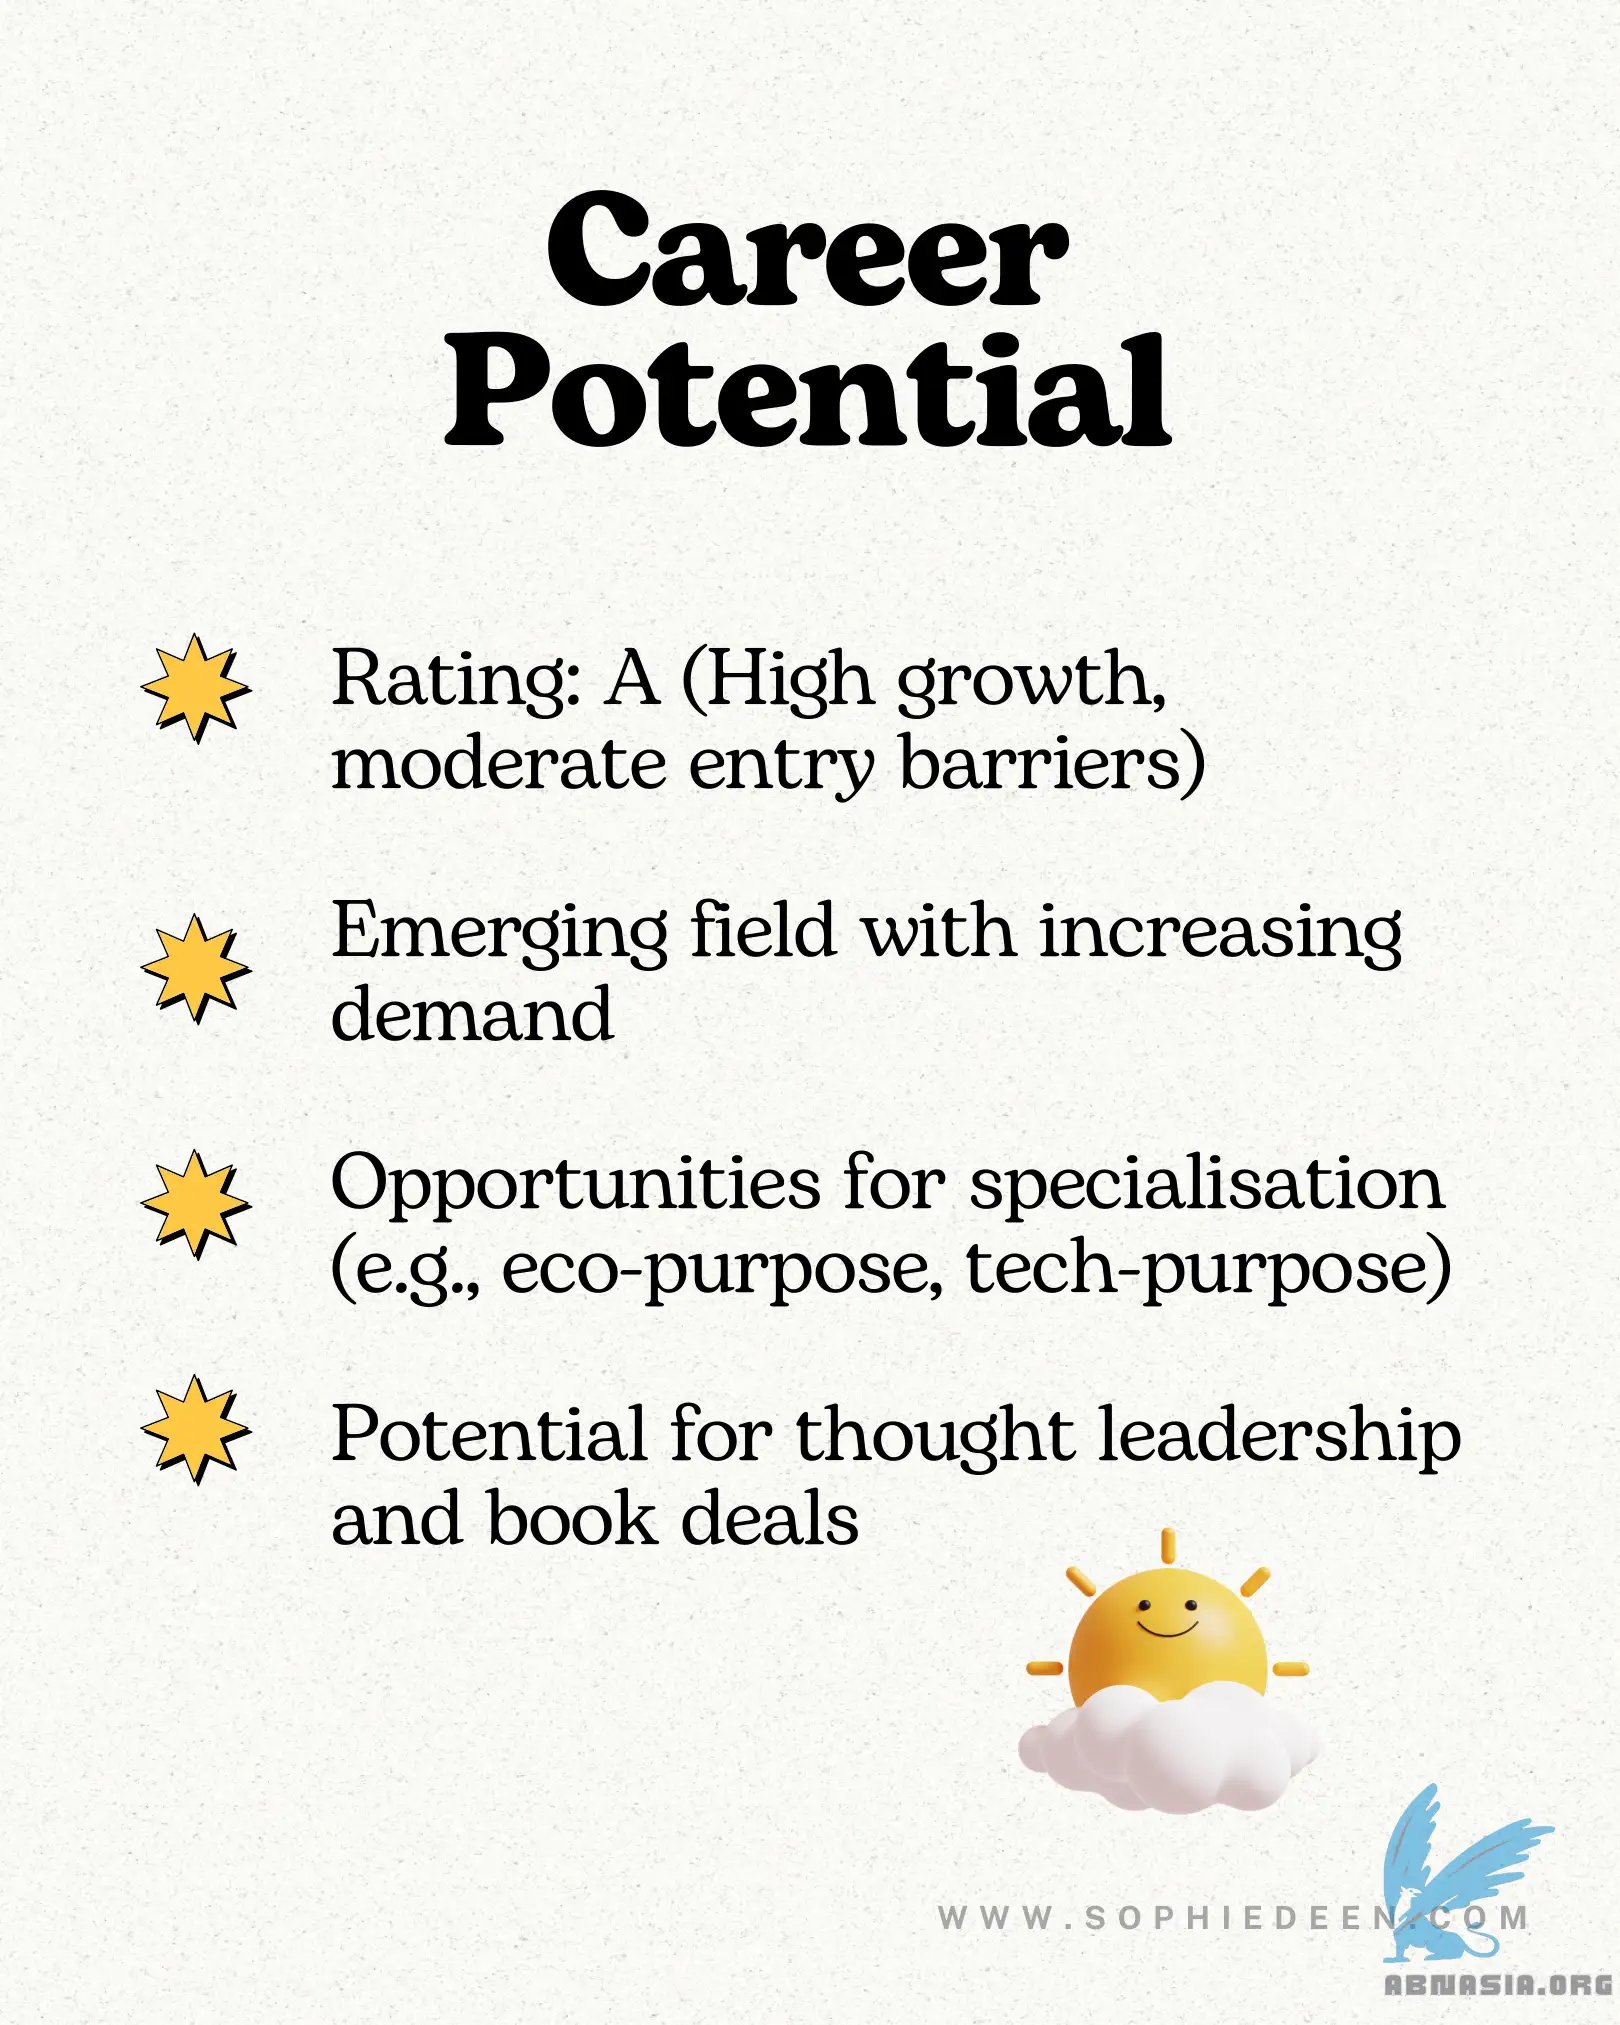 Career
Potential
Rating: A (High growth,
moderate entry barriers)
Emerging field with increasing
demand
Opportunities for specialisation
(e.g., eco-purpose, tech-purpose)
Potential for thought leadership
and book deals
WWW.SOPHIEDEEN.COM
ABNASIA.ORG